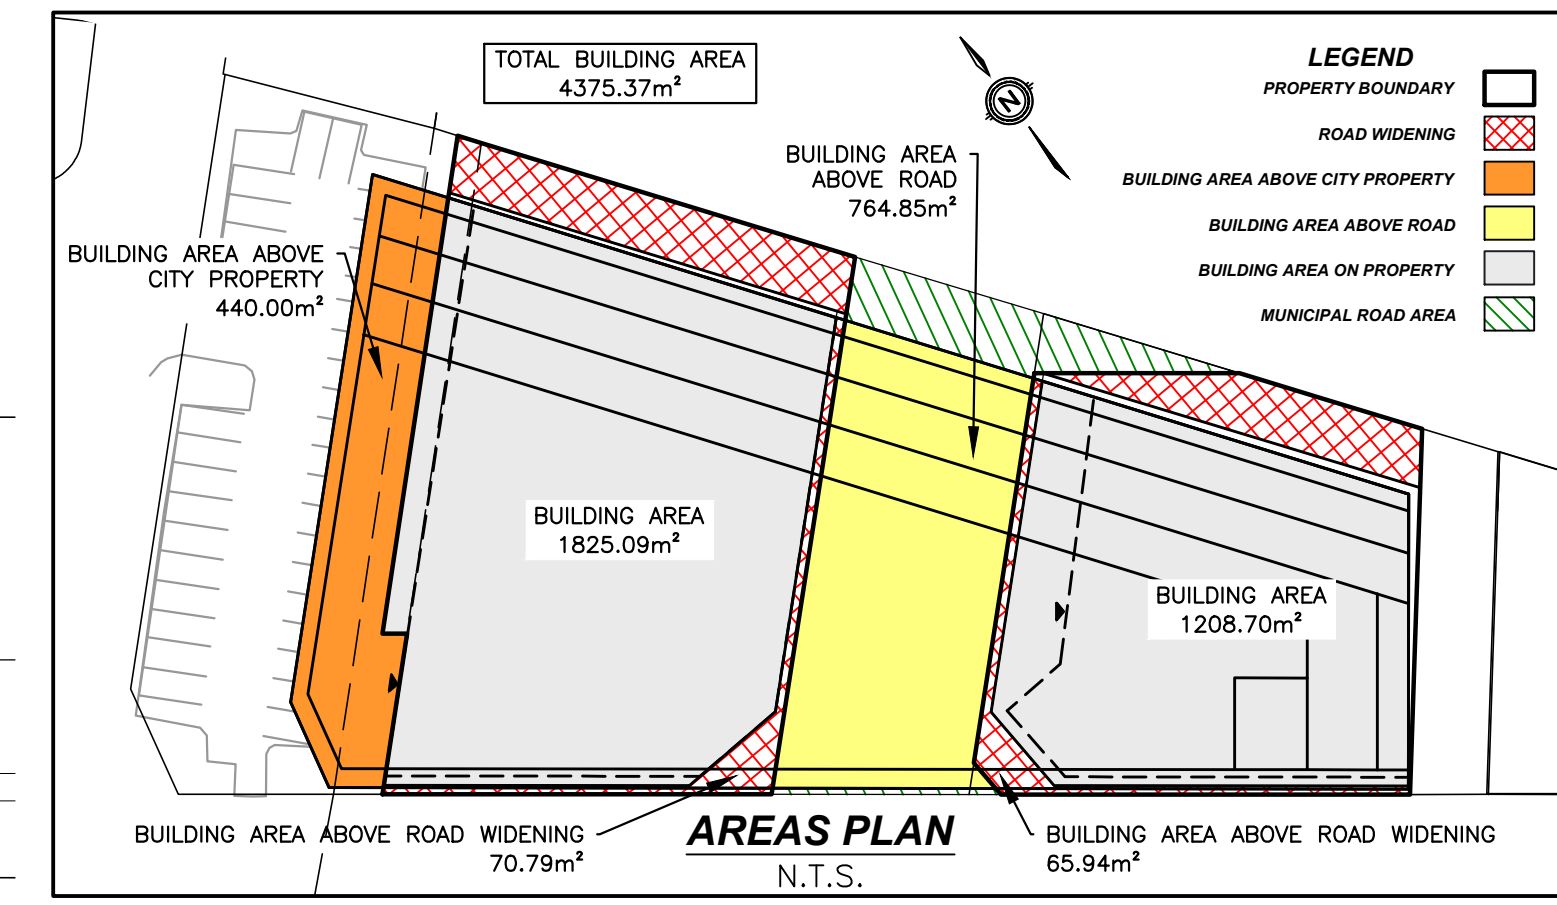 TOTAL BUILDING AREA
4375.37m²
N
LEGEND
PROPERTY BOUNDARY
ROAD WIDENING
BUILDING AREA ABOVE CITY PROPERTY
BUILDING AREA ABOVE ROAD
BUILDING AREA ON PROPERTY
MUNICIPAL ROAD AREA
BUILDING AREA
ABOVE ROAD
764.85m²
BUILDING AREA ABOVE
CITY PROPERTY
440.00m²
BUILDING AREA
1825.09m²
BUILDING AREA
1208.70m²
BUILDING AREA ABOVE ROAD WIDENING
70.79m²
AREAS PLAN
N.T.S.
BUILDING AREA ABOVE ROAD WIDENING
65.94m²